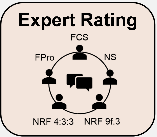 Expert Rating
FCS
FPro
NS
NRF 4:3:3
NRF 9f.3